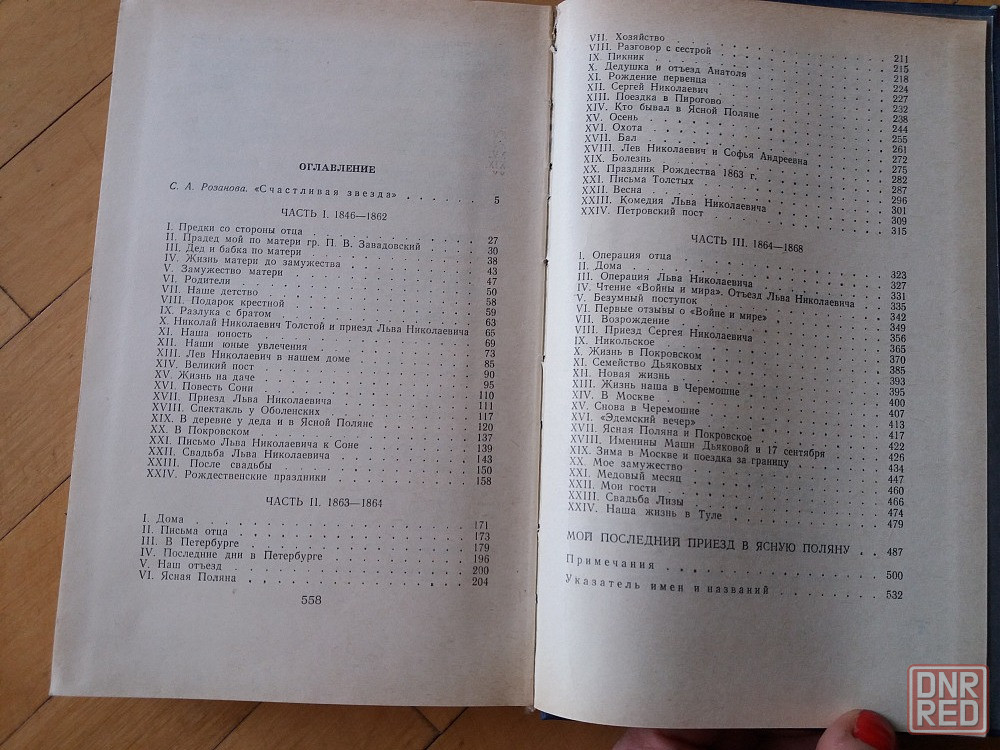 ОГЛАВЛЕНИЕ
С. А. Розанова. «Счастливая звезда» . . . . . . 5
ЧАСТЬ I. 1846—1862
I. Предки со стороны отца . . . . . . 27
II. Прадед мой по матери гр. П. В. Завадовский . . . 30
III. Дед и бабка по матери . . . . . . 38
IV. Жизнь матери до замужества . . . . . . 43
V. Замужество матери . . . . . . 47
VI. Родители . . . . . . 50
VII. Наше детство . . . . . . 58
VIII. Подарок крестной . . . . . . 59
IX. Разлука с братом . . . . . . 63
X. Николай Николаевич Толстой и приезд Льва Николаевича 65
XI. Наша юность . . . . . . 69
XII. Наши юные увлечения . . . . . . 73
XIII. Лев Николаевич в нашем доме . . . . . . 85
XIV. Великий пост . . . . . . 90
XV. Жизнь на даче . . . . . . 95
XVI. Повесть Сони . . . . . . 110
XVII. Приезд Льва Николаевича . . . . . . 111
XVIII. Спектакль у Оболенских . . . . . . 117
XIX. В деревне у деда и в Ясной Поляне . . . . . . 120
XX. В Покровском . . . . . . 137
XXI. Письмо Льва Николаевича к Соне . . . . . . 139
XXII. Свадьба Льва Николаевича . . . . . . 143
XXIII. После свадьбы . . . . . . 150
XXIV. Рождественские праздники . . . . . . 158
ЧАСТЬ II. 1863—1864
I. Дома . . . . . . 171
II. Письма отца . . . . . . 173
III. В Петербурге . . . . . . 179
IV. Последние дни в Петербурге . . . . . . 196
V. Наш отъезд . . . . . . 200
VI. Ясная Поляна . . . . . . 204
558
VII. Хозяйство . . . . . . 211
VIII. Разговор с сестрой . . . . . . 215
IX. Пикник . . . . . . 218
X. Дедушка и отъезд Анатоля . . . . . . 224
XI. Рождение первенца . . . . . . 227
XII. Сергей Николаевич . . . . . . 232
XIII. Поездка в Пирогово . . . . . . 238
XIV. Кто бывал в Ясной Поляне . . . . . . 244
XV. Осень . . . . . . 255
XVI. Охота . . . . . . 261
XVII. Бал . . . . . . 272
XVIII. Лев Николаевич и Софья Андреевна . . . . . . 275
XIX. Болезнь . . . . . . 282
XX. Праздник Рождества 1863 г. . . . . . . 287
XXI. Письма Толстых . . . . . . 296
XXII. Весна . . . . . . 301
XXIII. Комедия Льва Николаевича . . . . . . 309
XXIV. Петровский пост . . . . . . 315
ЧАСТЬ III. 1864—1868
I. Операция отца . . . . . . 323
II. Дома . . . . . . 327
III. Операция Льва Николаевича . . . . . . 331
IV. Чтение «Войны и мира». Отъезд Льва Николаевича . . 335
V. Безумный поступок . . . . . . 342
VI. Первые отзывы о «Войне и мире» . . . . . . 349
VII. Возрождение . . . . . . 356
VIII. Приезд Сергея Николаевича . . . . . . 365
IX. Никольское . . . . . . 370
X. Жизнь в Покровском . . . . . . 385
XI. Семейство Дьяковых . . . . . . 393
XII. Новая жизнь . . . . . . 395
XIII. Жизнь наша в Черемошне . . . . . . 400
XIV. В Москве . . . . . . 407
XV. Снова в Черемошне . . . . . . 413
XVI. «Эдемский вечер» . . . . . . 417
XVII. Ясная Поляна и Покровское . . . . . . 422
XVIII. Именины Маши Дьяковой и 17 сентября . . . . . . 426
XIX. Зима в Москве и поездка за границу . . . . . . 434
XX. Мое замужество . . . . . . 447
XXI. Медовый месяц . . . . . . 460
XXII. Мои гости . . . . . . 466
XXIII. Свадьба Лизы . . . . . . 474
XXIV. Наша жизнь в Туле . . . . . . 479
МОЙ ПОСЛЕДНИЙ ПРИЕЗД В ЯСНУЮ ПОЛЯНУ . . 487
Примечания . . . . . . 500
Указатель имен и названий . . . . . . 532
DNR
RED